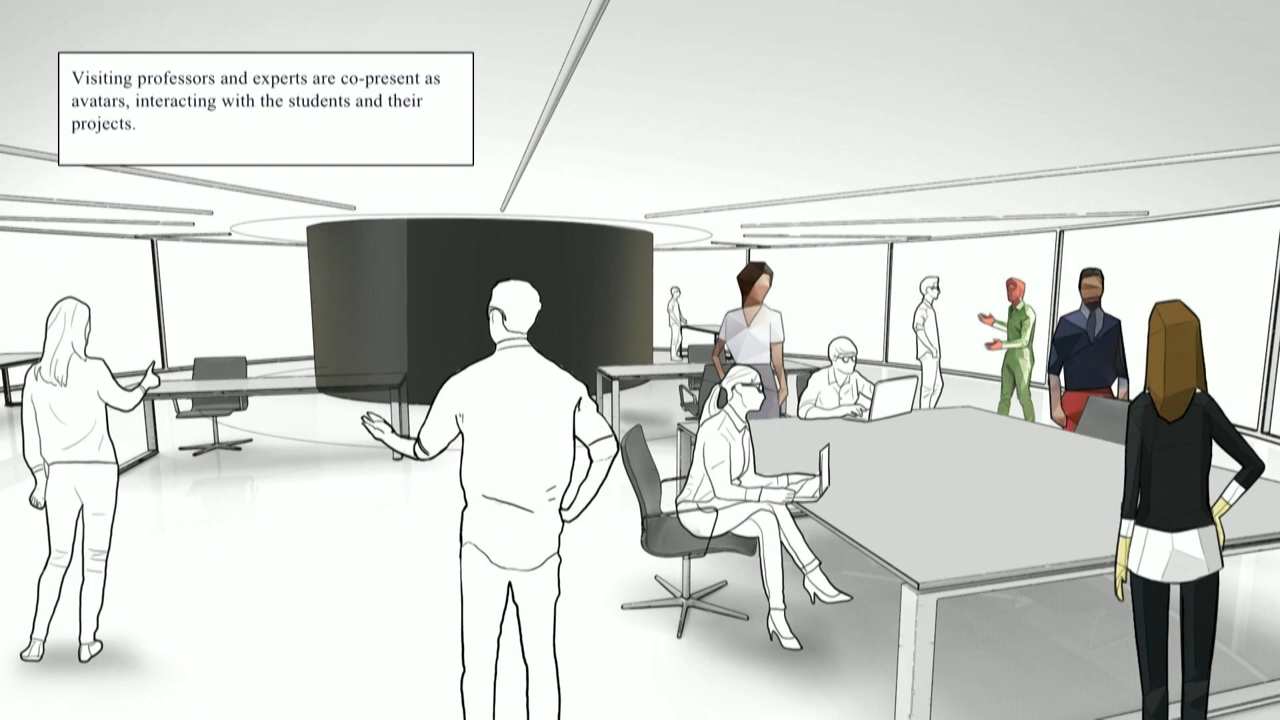 Visiting professors and experts are co-present as
avatars, interacting with the students and their
projects.